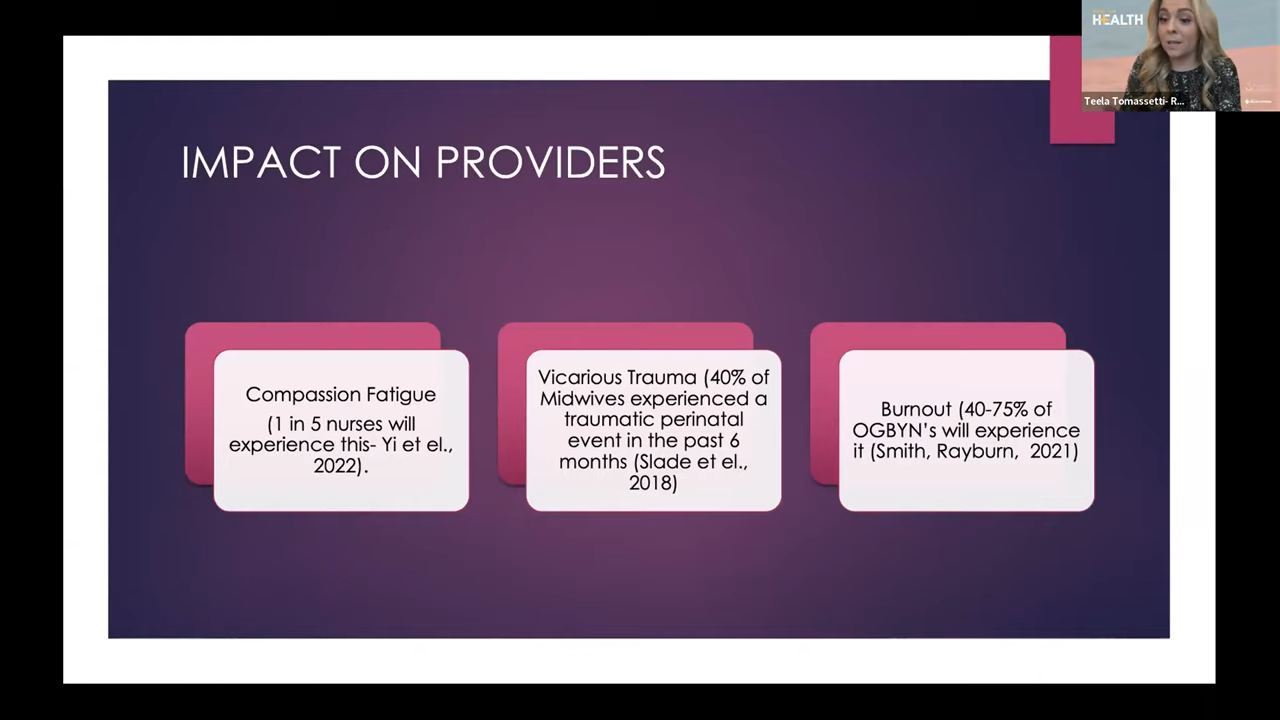 HEALTH
Teela Tomassetti- R...
IMPACT ON PROVIDERS
Compassion Fatigue
(1 in 5 nurses will
experience this- Yi et el.,
2022).
Vicarious Trauma (40% of
Midwives experienced a
traumatic perinatal
event in the past 6
months (Slade et el.,
2018)
Burnout (40-75% of
OGBYN's will experience
it (Smith, Rayburn,  2021)